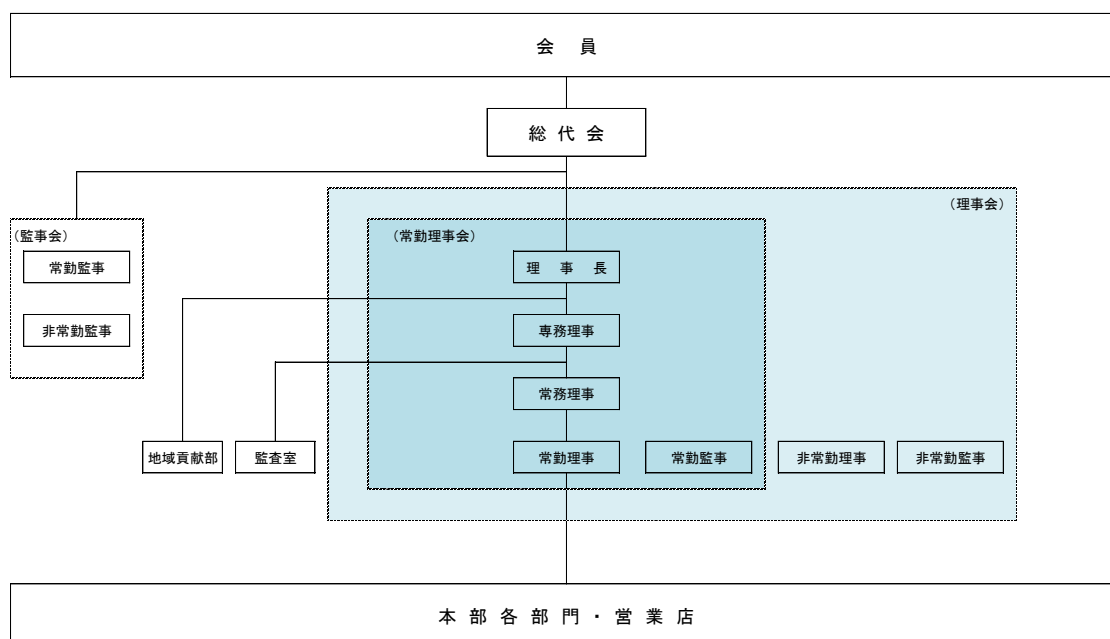 会 員
総 代 会
（理事会）
（監事会）
（常勤理事会）
常勤監事
理 事 長
非常勤監事
専務理事
常務理事
地域貢献部
監査室
常勤理事
常勤監事
非常勤理事
非常勤監事
本 部 各 部 門 ・ 営 業 店